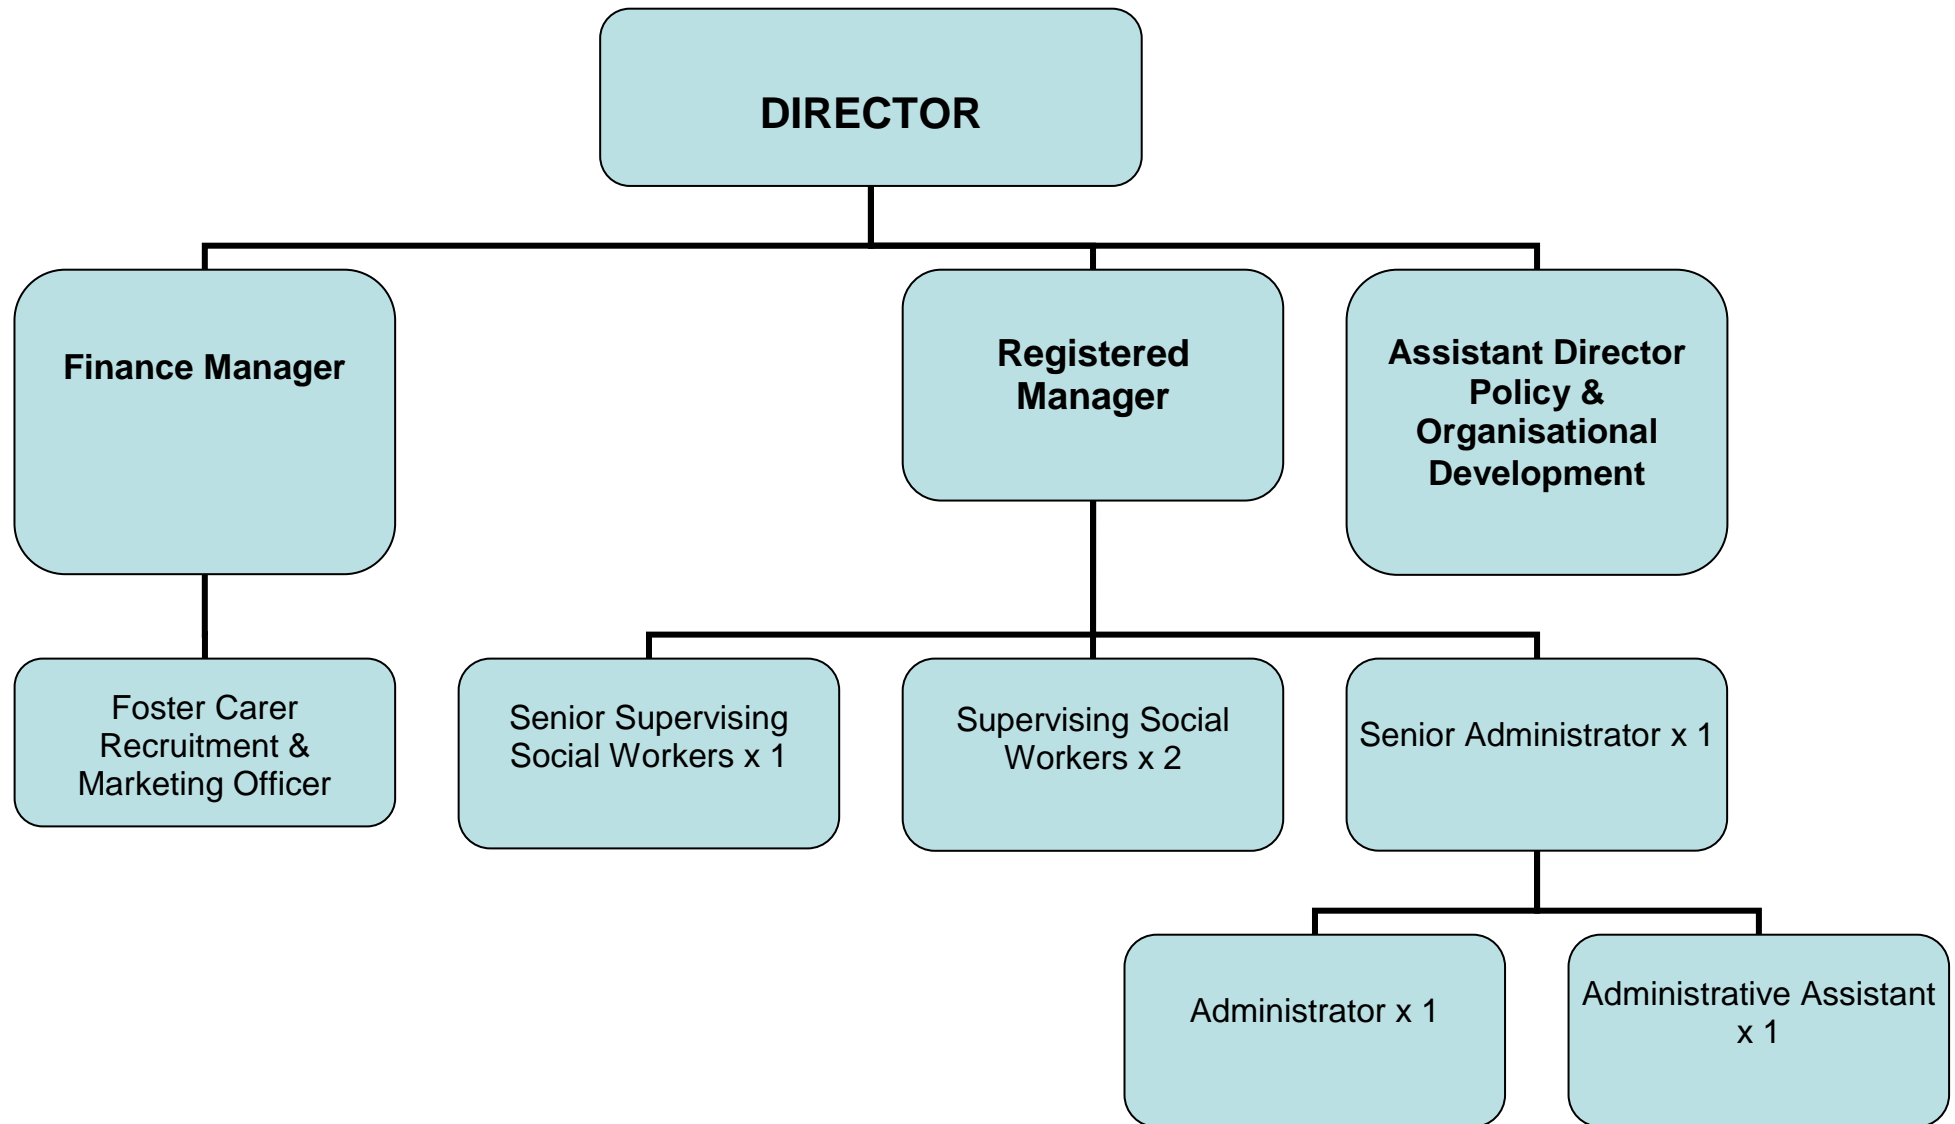 DIRECTOR
Finance Manager
Registered
Manager
Assistant Director
Policy &
Organisational
Development
Foster Carer
Recruitment &
Marketing Officer
Senior Supervising
Social Workers x 1
Supervising Social
Workers x 2
Senior Administrator x 1
Administrator x 1
Administrative Assistant
x 1